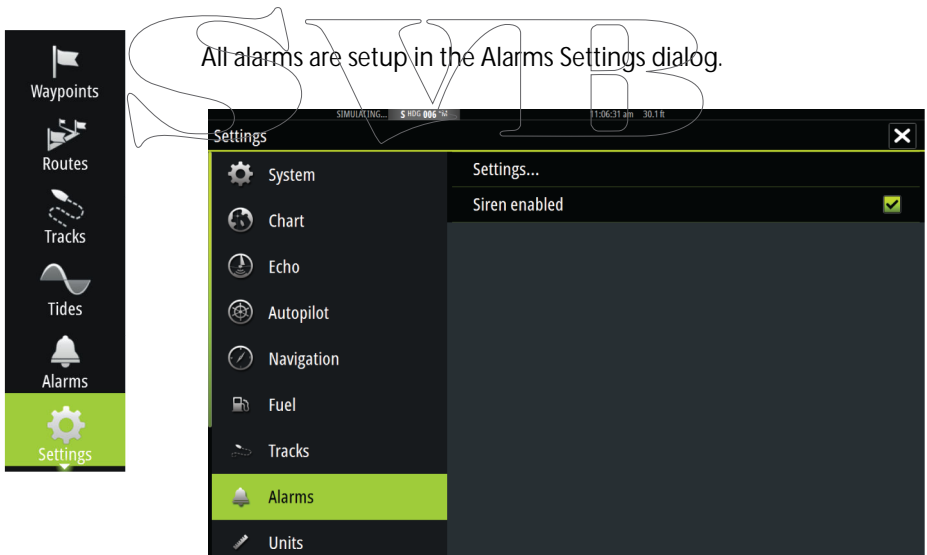 All alarms are setup in the Alarms Settings dialog.
Waypoints
Routes
Tracks
Tides
Alarms
Settings
SIMULATING... S HDG 006 °M 11:06:31 am 30.1 ft
Settings
System
Chart
Echo
Autopilot
Navigation
Fuel
Tracks
Alarms
Units
Settings...
Siren enabled
SVB